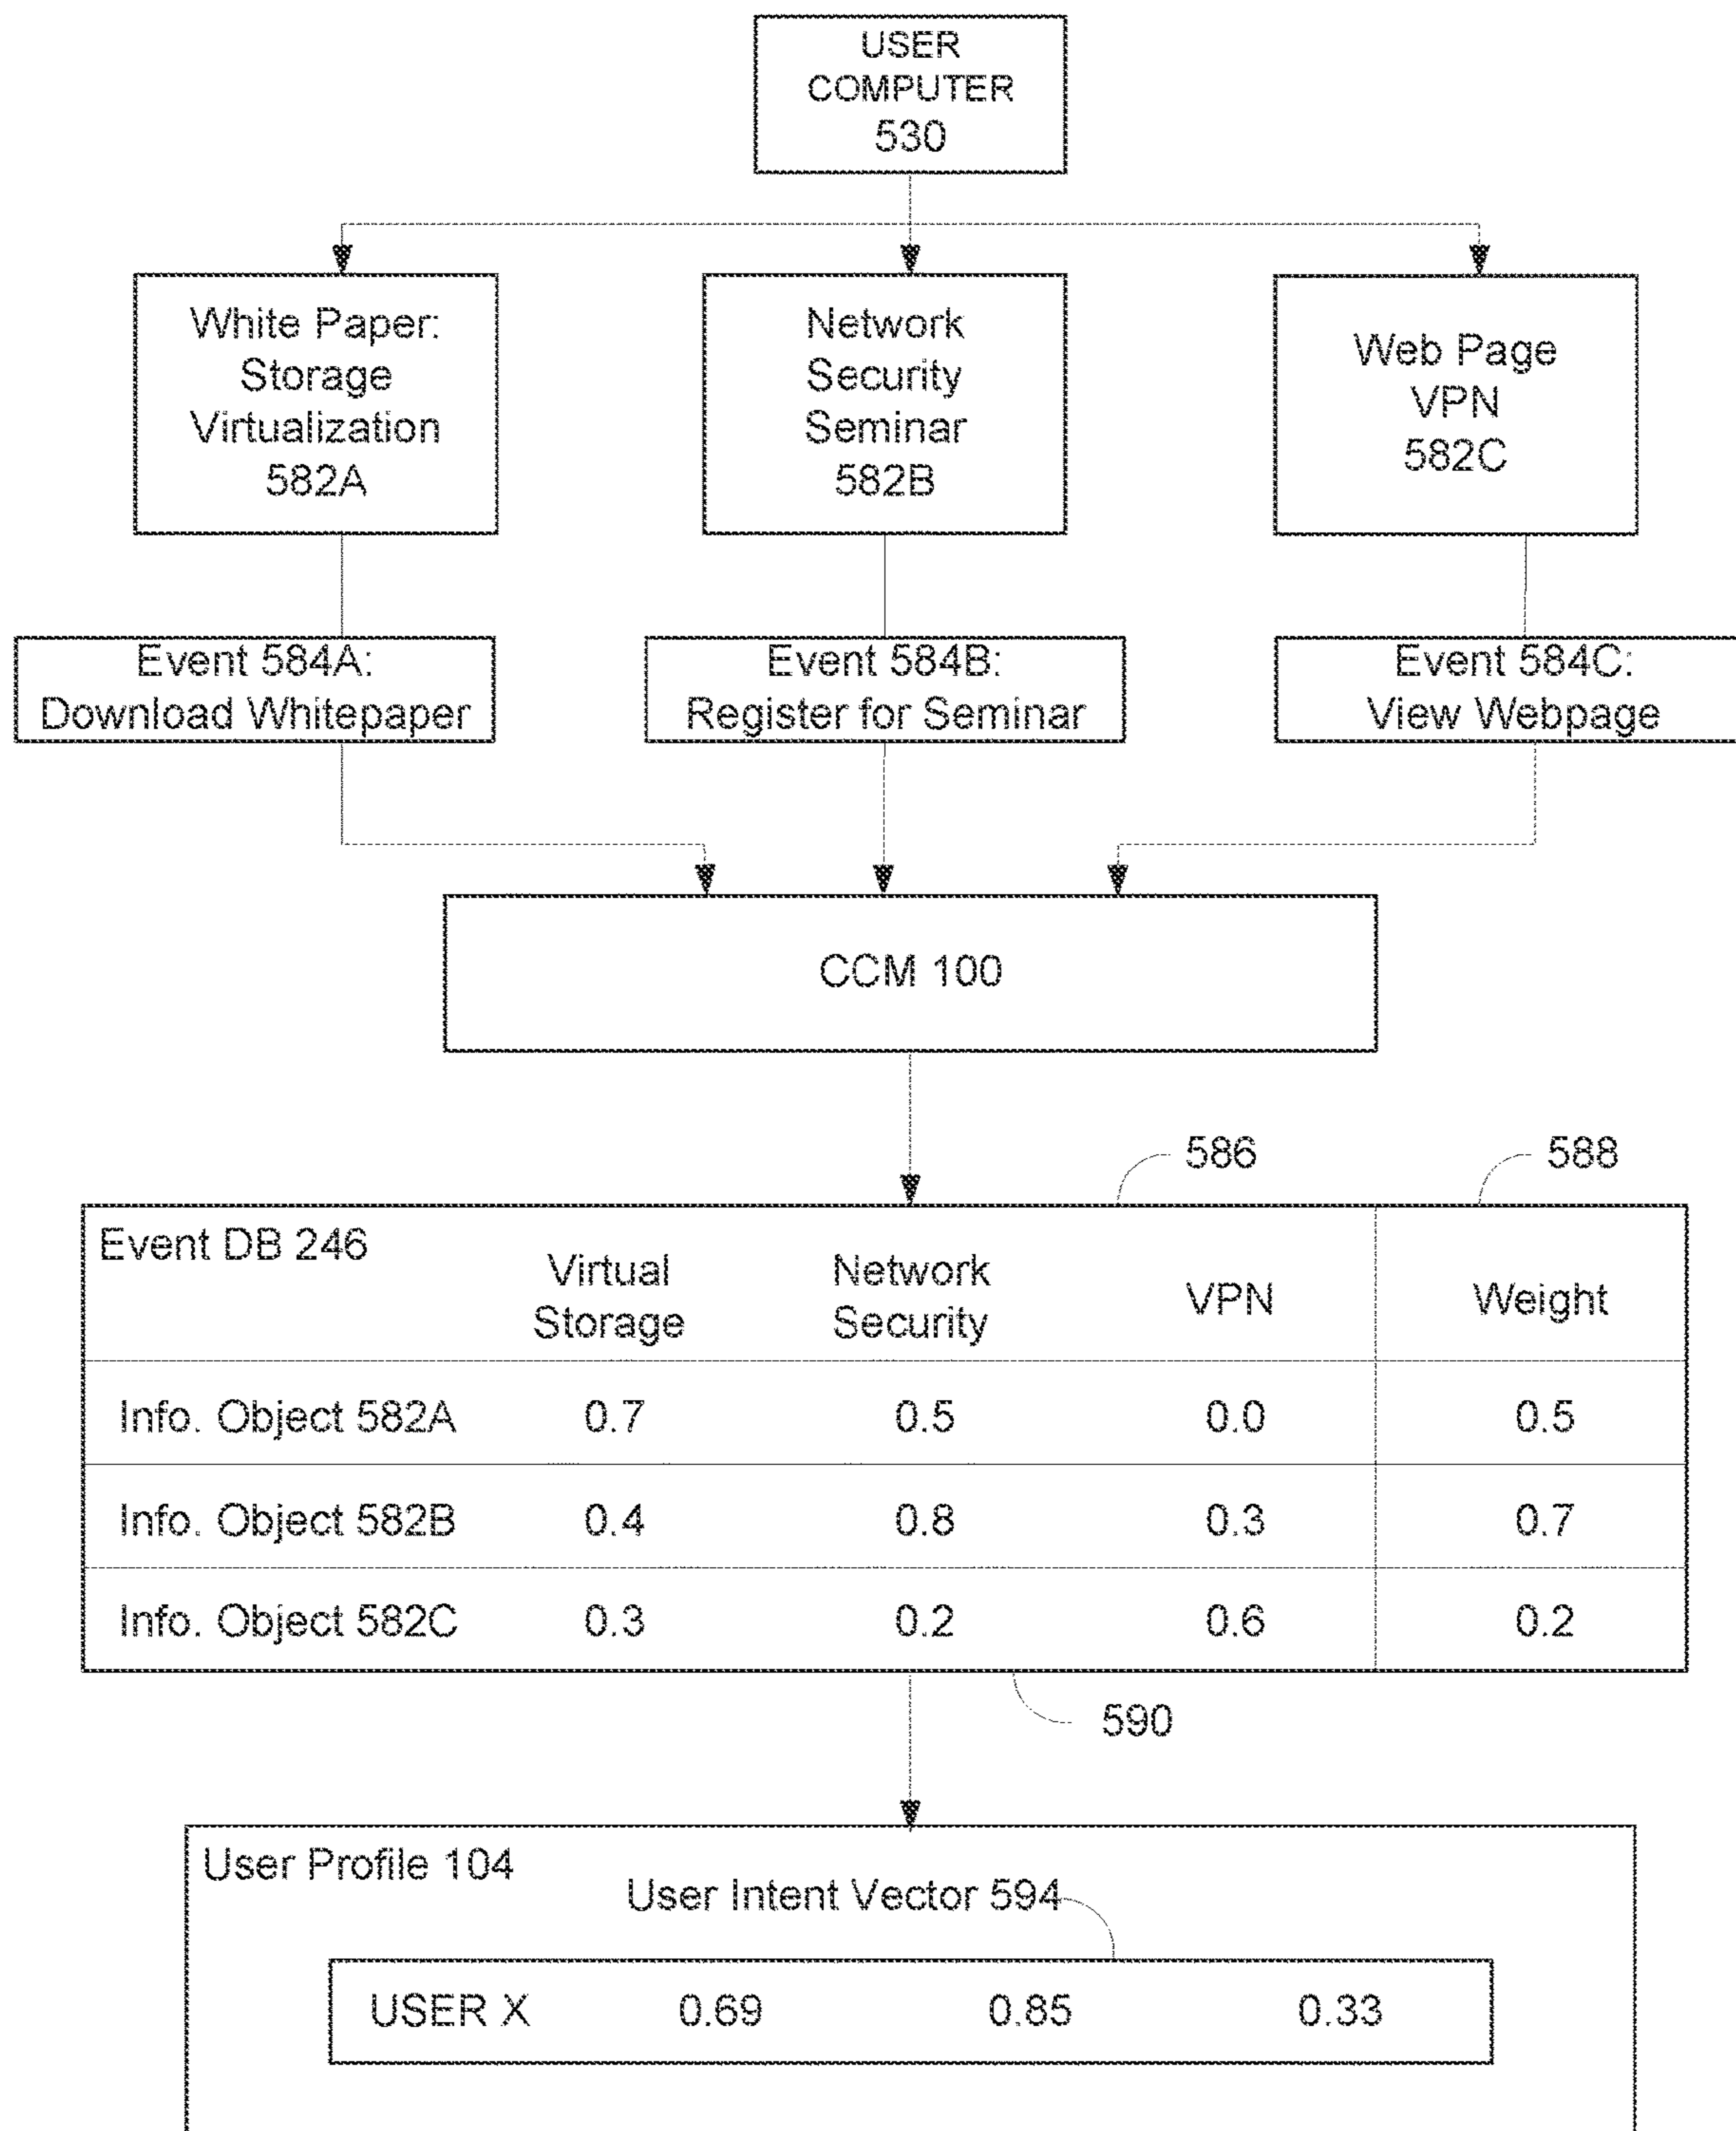 USER
COMPUTER
530
White Paper:
Storage
Virtualization
582A
Network
Security
Seminar
582B
Web Page
VPN
582C
Event 584A:
Download Whitepaper
Event 584B:
Register for Seminar
Event 584C:
View Webpage
CCM 100
586
588
Event DB 246
Virtual
Storage
Network
Security
VPN
Weight
Info. Object 582A 0.7 0.5 0.0 0.5
Info. Object 582B 0.4 0.8 0.3 0.7
Info. Object 582C 0.3 0.2 0.6 0.2
590
User Profile 104
User Intent Vector 594
USER X 0.69 0.85 0.33